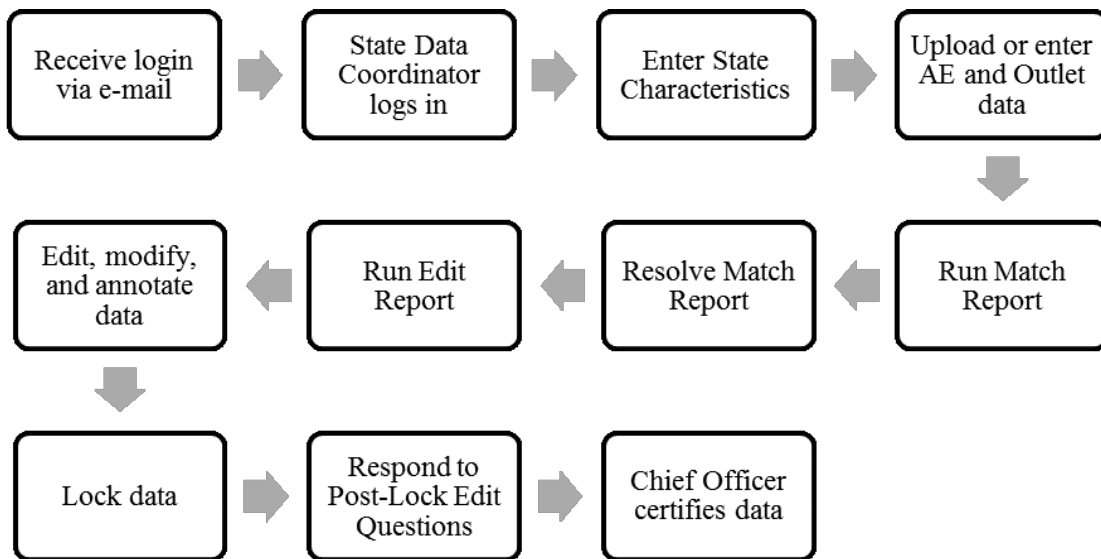 Receive login
via e-mail
State Data
Coordinator
logs in
Enter State
Characteristics
Upload or enter
AE and Outlet
data
Run Match
Report
Resolve Match
Report
Run Edit
Report
Edit, modify,
and annotate
data
Lock data
Respond to
Post-Lock Edit
Questions
Chief Officer
certifies data